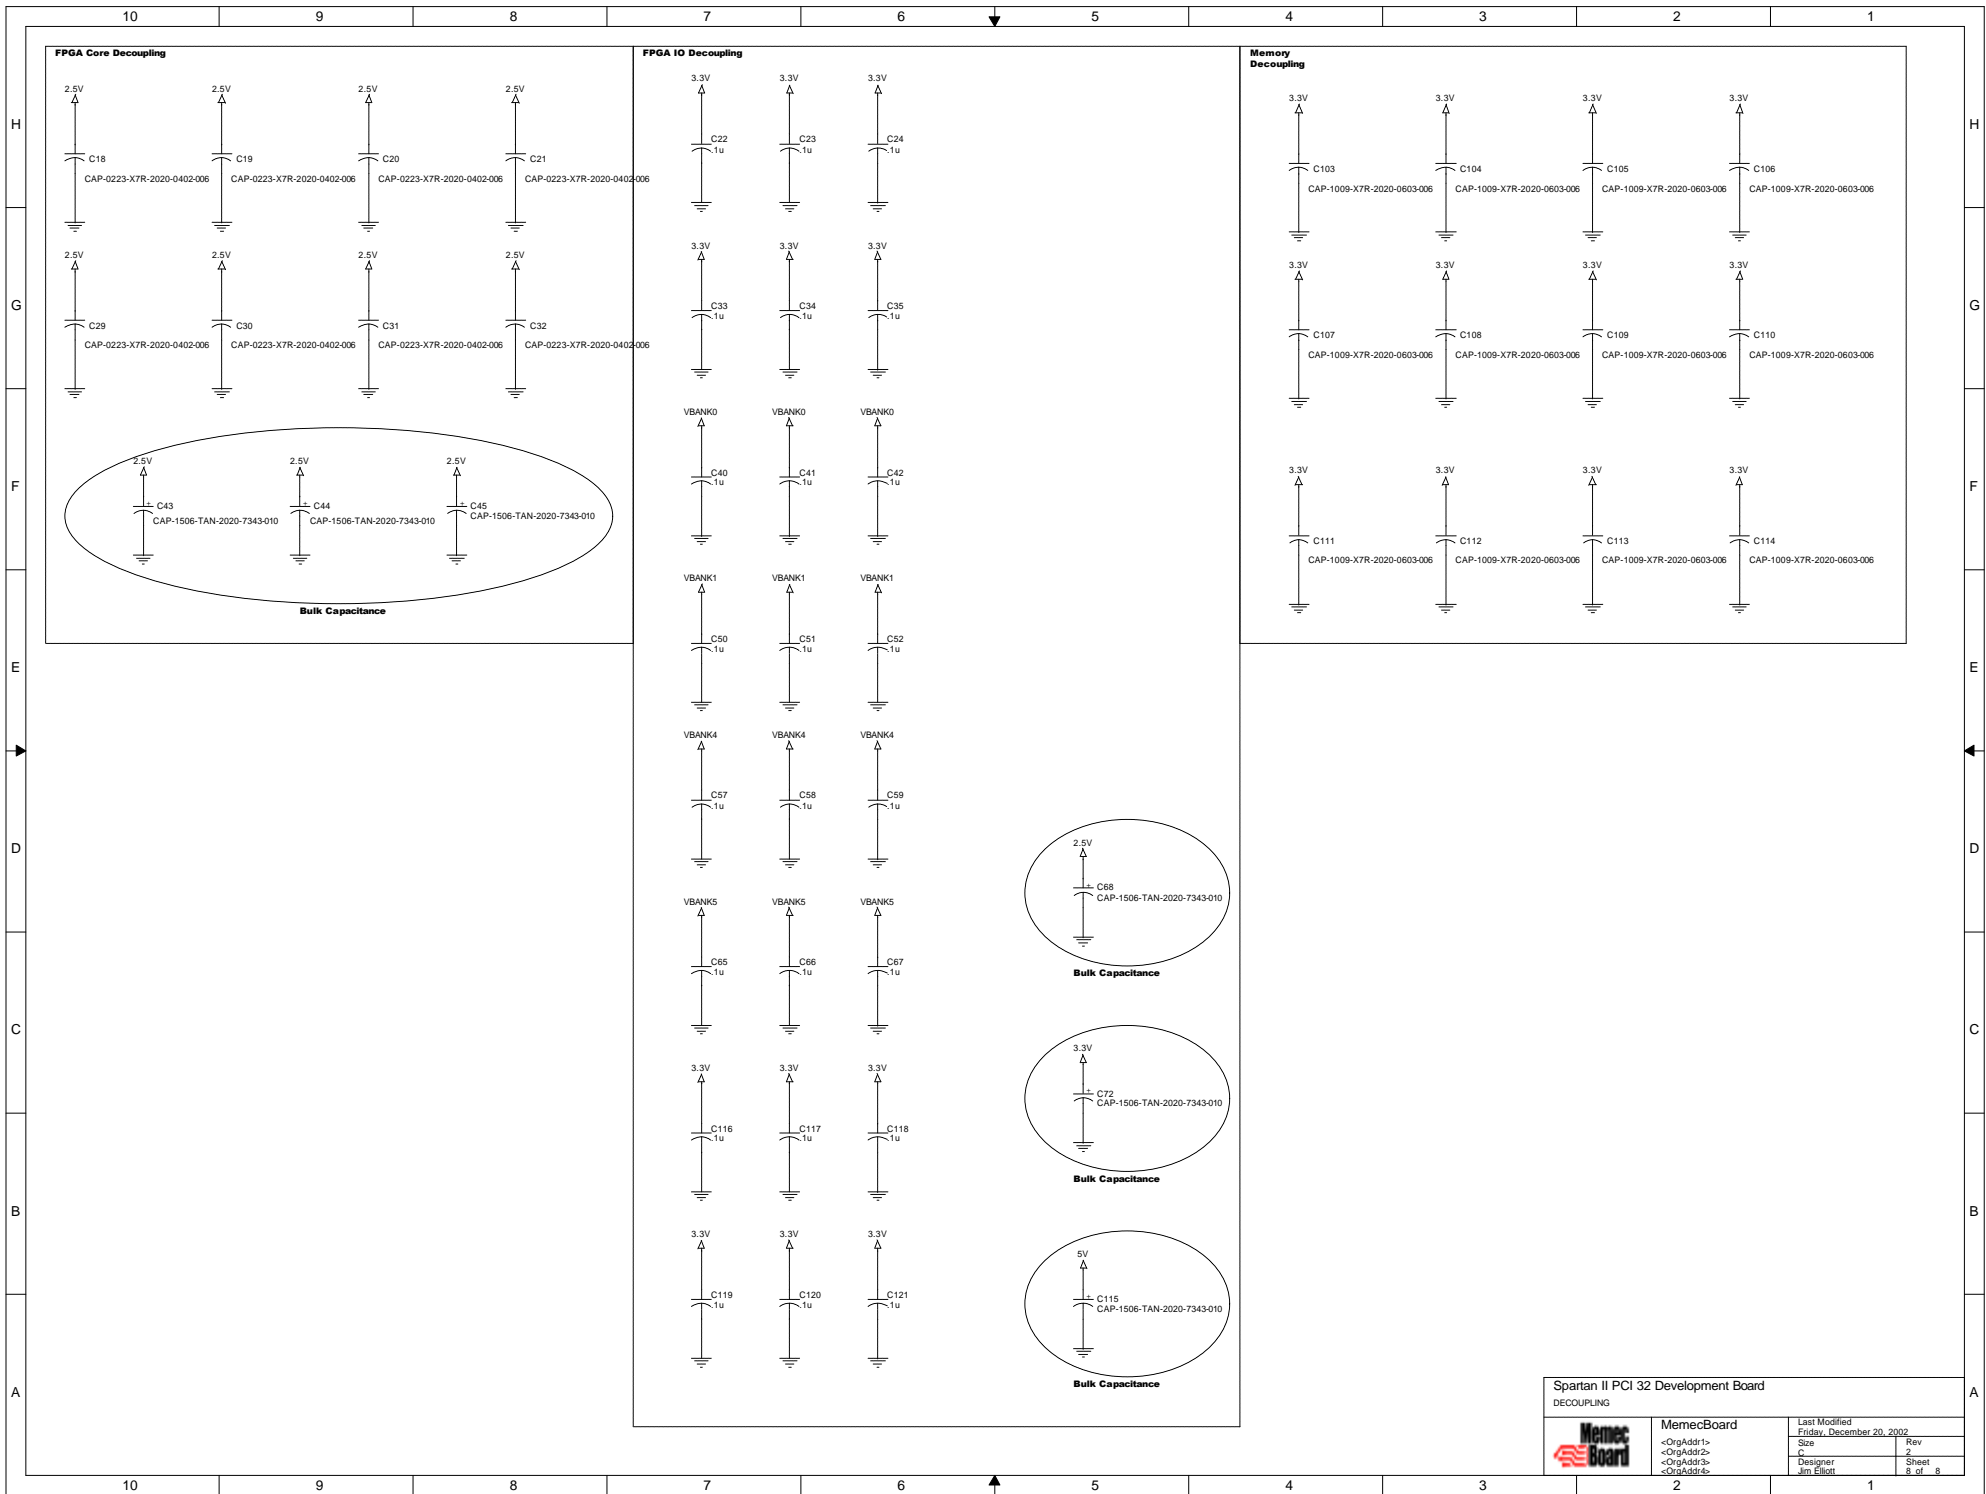 10 9 8 7 6 5 4 3 2 1
H
G
F
E
D
C
B
A
FPGA Core Decoupling
2.5V 2.5V 2.5V 2.5V
C18 C19 C20 C21
CAP-0223-X7R-2020-0402-006 CAP-0223-X7R-2020-0402-006 CAP-0223-X7R-2020-0402-006 CAP-0223-X7R-2020-0402-006
2.5V 2.5V 2.5V 2.5V
C29 C30 C31 C32
CAP-0223-X7R-2020-0402-006 CAP-0223-X7R-2020-0402-006 CAP-0223-X7R-2020-0402-006 CAP-0223-X7R-2020-0402-006
2.5V 2.5V 2.5V
+ C43 + C44 + C45
CAP-1506-TAN-2020-7343-010 CAP-1506-TAN-2020-7343-010 CAP-1506-TAN-2020-7343-010
Bulk Capacitance
FPGA IO Decoupling
3.3V 3.3V 3.3V
C22 C23 C24
.1u .1u .1u
3.3V 3.3V 3.3V
C33 C34 C35
.1u .1u .1u
VBANK0 VBANK0 VBANK0
C40 C41 C42
.1u .1u .1u
VBANK1 VBANK1 VBANK1
C50 C51 C52
.1u .1u .1u
VBANK4 VBANK4 VBANK4
C57 C58 C59
.1u .1u .1u
VBANK5 VBANK5 VBANK5
C65 C66 C67
.1u .1u .1u
3.3V 3.3V 3.3V
C116 C117 C118
.1u .1u .1u
3.3V 3.3V 3.3V
C119 C120 C121
.1u .1u .1u
2.5V
+ C68
CAP-1506-TAN-2020-7343-010
Bulk Capacitance
3.3V
+ C72
CAP-1506-TAN-2020-7343-010
Bulk Capacitance
5V
+ C115
CAP-1506-TAN-2020-7343-010
Bulk Capacitance
Memory
Decoupling
3.3V 3.3V 3.3V 3.3V
C103 C104 C105 C106
CAP-1009-X7R-2020-0603-006 CAP-1009-X7R-2020-0603-006 CAP-1009-X7R-2020-0603-006 CAP-1009-X7R-2020-0603-006
3.3V 3.3V 3.3V 3.3V
C107 C108 C109 C110
CAP-1009-X7R-2020-0603-006 CAP-1009-X7R-2020-0603-006 CAP-1009-X7R-2020-0603-006 CAP-1009-X7R-2020-0603-006
3.3V 3.3V 3.3V 3.3V
C111 C112 C113 C114
CAP-1009-X7R-2020-0603-006 CAP-1009-X7R-2020-0603-006 CAP-1009-X7R-2020-0603-006 CAP-1009-X7R-2020-0603-006
H
G
F
E
D
C
B
A
Spartan II PCI 32 Development Board
DECOUPLING
Memec
Board
MemecBoard
<OrgAddr1>
<OrgAddr2>
<OrgAddr3>
<OrgAddr4>
Last Modified
Friday, December 20, 2002
Size Rev
C 2
Designer Sheet
Jim Elliott 8 of 8
10 9 8 7 6 5 4 3 2 1